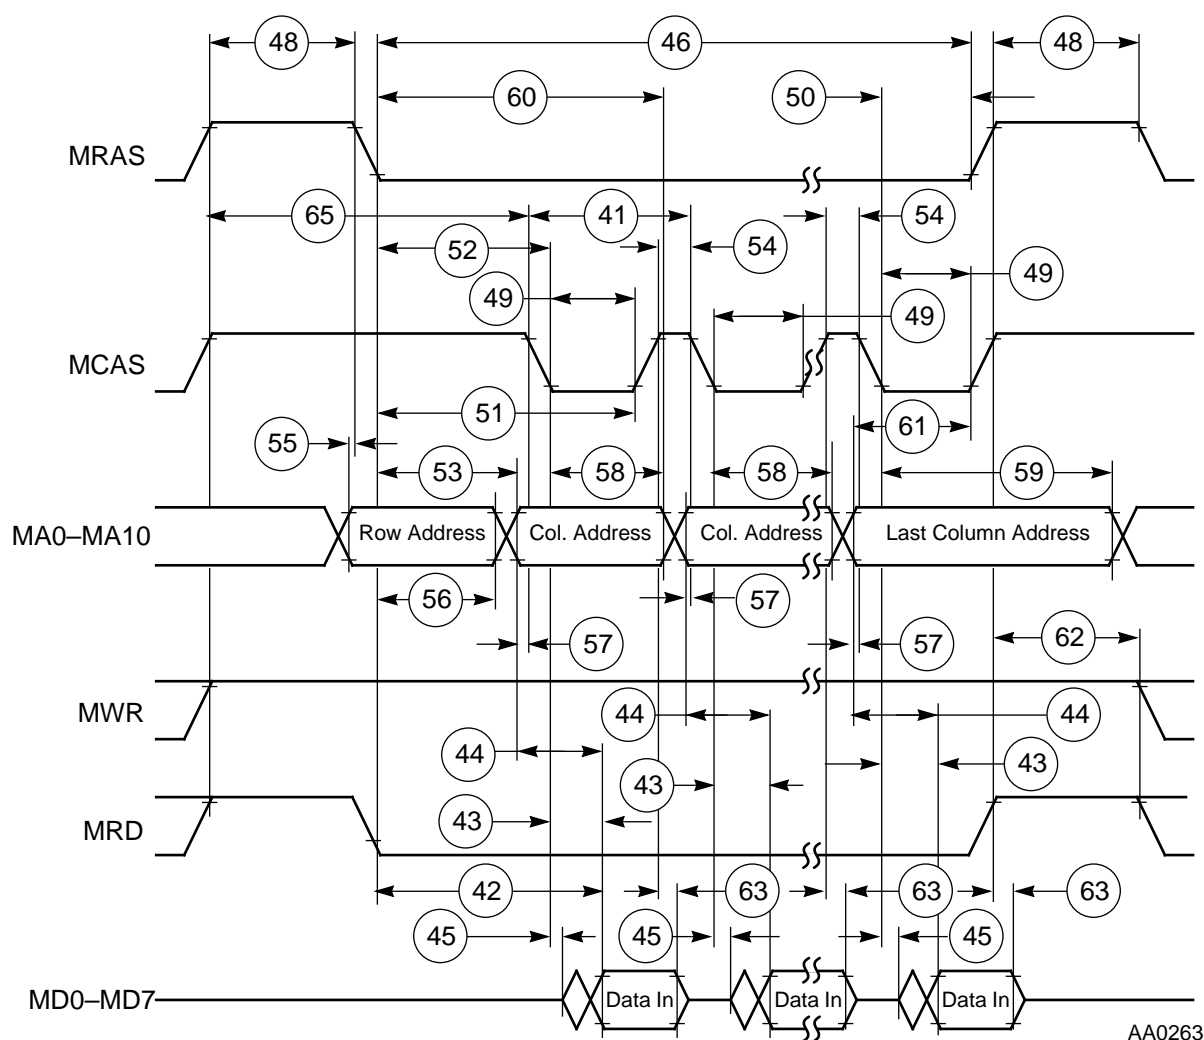 48 46 48
60 50
MRAS
65 41 54
52 54
49 49
49
MCAS
51 61
55
53 58 58 59
MA0–MA10 Row Address Col. Address Col. Address Last Column Address
56 57
57 57 62
MWR 44 44
44
43 43
MRD 43
42 63 63 63
45 45 45
MD0–MD7 Data In Data In Data In
AA0263